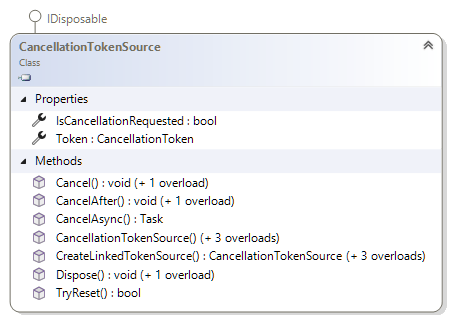 IDisposable
CancellationTokenSource
Class
Properties
IsCancellationRequested : bool
Token : CancellationToken
Methods
Cancel() : void (+ 1 overload)
CancelAfter() : void (+ 1 overload)
CancelAsync() : Task
CancellationTokenSource() (+ 3 overloads)
CreateLinkedTokenSource() : CancellationTokenSource (+ 3 overloads)
Dispose() : void (+ 1 overload)
TryReset() : bool